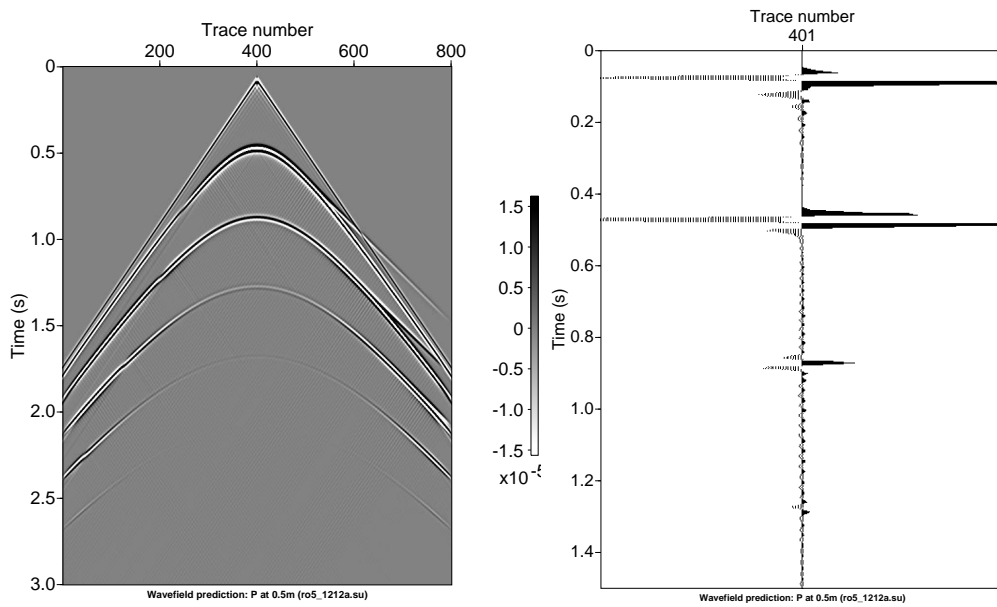 Trace number
200 400 600 800
0
0.5
1.0
1.5
2.0
2.5
3.0
Time (s)
Wavefield prediction: P at 0.5m (ro5_1212a.su)
1.5
1.0
0.5
0
-0.5
-1.0
-1.5
x10
Trace number
401
0
0.2
0.4
0.6
0.8
1.0
1.2
1.4
Time (s)
Wavefield prediction: P at 0.5m (ro5_1212a.su)